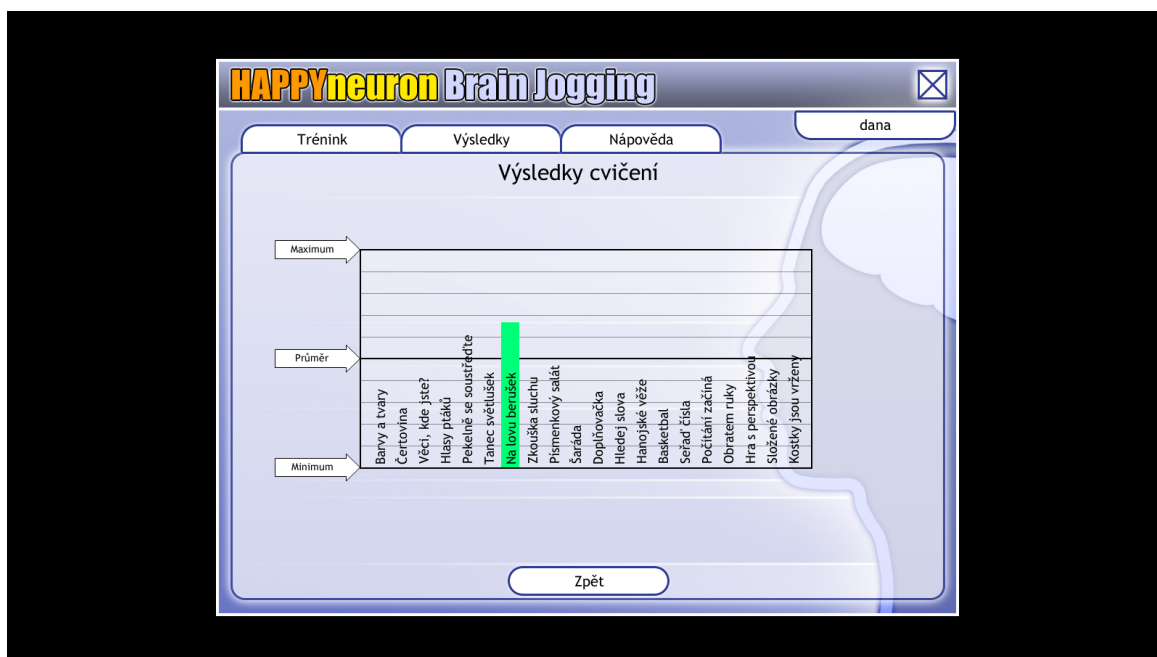 HAPPYneuron Brain Jogging
dana
Trénink
Výsledky
Nápověda
Výsledky cvičení
Maximum
Průměr
Minimum
Barvy a tvary
Čertovina
Věci, kde jste?
Hlasy ptáků
Pekelně se soustřeďte
Tanec světlušek
Na lovu berušek
Zkouška sluchu
Písmenkový salát
Šaráda
Doplňovačka
Hledej slova
Hanojské věže
Basketbal
Seřaď čísla
Počítání začíná
Obratem ruky
Hra s perspektivou
Složené obrázky
Kostky jsou vrženy
Zpět